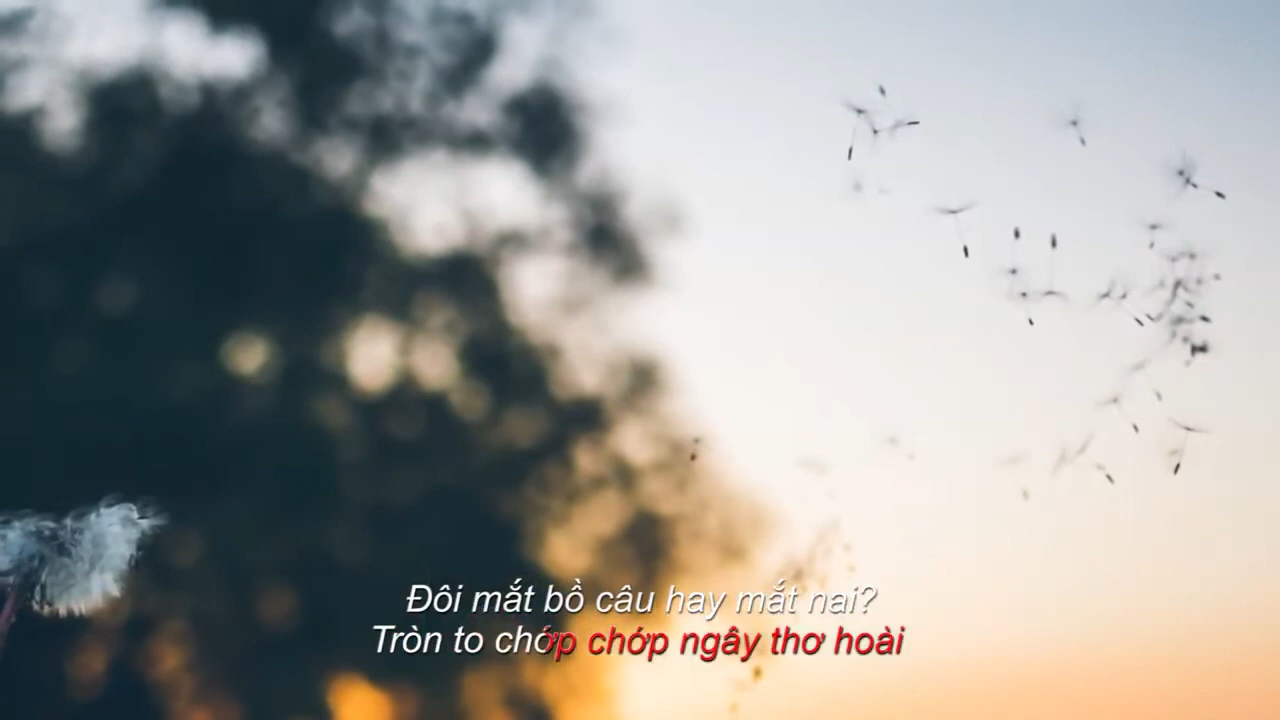 Đôi mắt bồ câu hay mắt nai?
Tròn to chớp chớp ngây thơ hoài